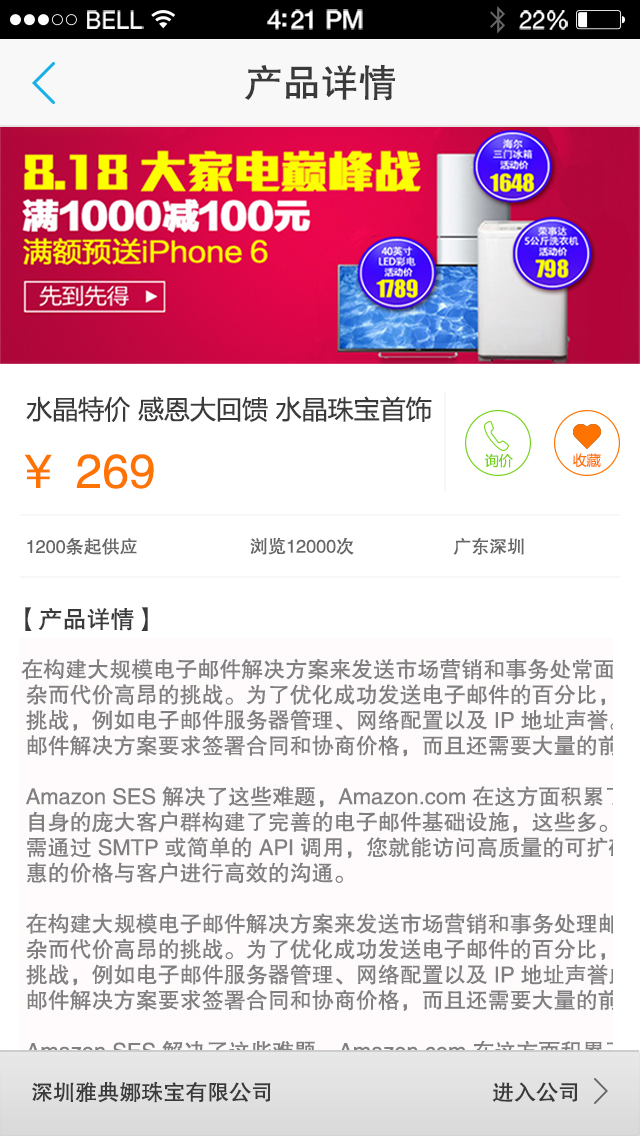 BELL 4:21 PM 22%
产品详情
8.18 大家电巅峰战
满1000减100元
满额预送iPhone 6
先到先得
海尔
三门冰箱
活动价
1648
荣事达
5公斤洗衣机
活动价
798
40英寸
LED彩电
活动价
1789
水晶特价 感恩大回馈 水晶珠宝首饰
¥ 269
询价
收藏
1200条起供应 浏览12000次 广东深圳
【产品详情】
在构建大规模电子邮件解决方案来发送市场营销和事务处常面
杂而代价高昂的挑战。为了优化成功发送电子邮件的百分比，
挑战，例如电子邮件服务器管理、网络配置以及 IP 地址声誉。
邮件解决方案要求签署合同和协商价格，而且还需要大量的前
Amazon SES 解决了这些难题，Amazon.com 在这方面积累了
自身的庞大客户群构建了完善的电子邮件基础设施，这些多。
需通过 SMTP 或简单的 API 调用，您就能访问高质量的可扩
惠的价格与客户进行高效的沟通。
在构建大规模电子邮件解决方案来发送市场营销和事务处理邮
杂而代价高昂的挑战。为了优化成功发送电子邮件的百分比，
挑战，例如电子邮件服务器管理、网络配置以及 IP 地址声誉
邮件解决方案要求签署合同和协商价格，而且还需要大量的前
Amazon SES 解决了这些难题，Amazon.com 在这方面积累了
深圳雅典娜珠宝有限公司 进入公司